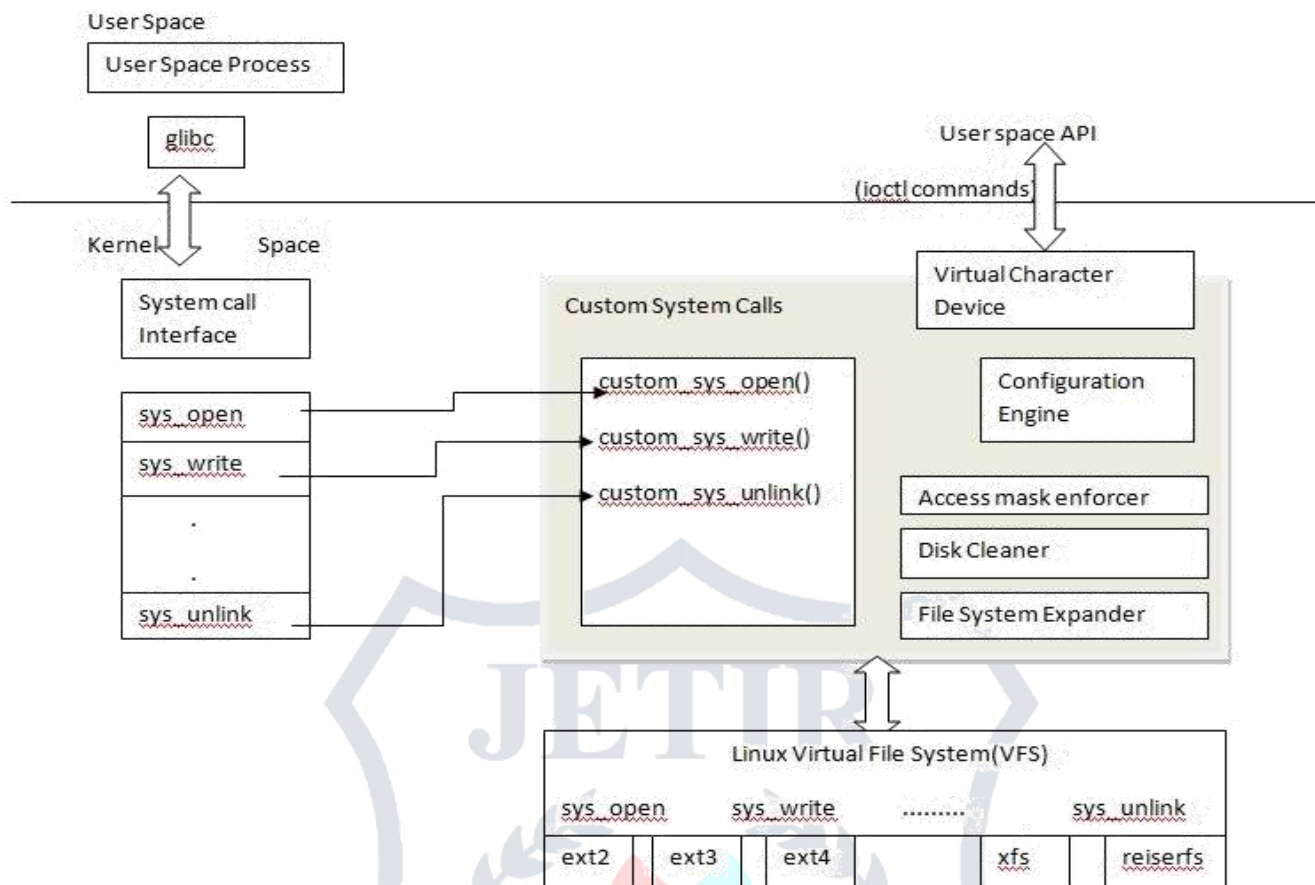 User Space
User Space Process
glibc
User space API
(ioctl commands)
Kernel Space
System call
Interface
sys_open
sys_write
.
.
sys_unlink
Custom System Calls
custom_sys_open()
custom_sys_write()
custom_sys_unlink()
Virtual Character
Device
Configuration
Engine
Access mask enforcer
Disk Cleaner
File System Expander
JETIR
Linux Virtual File System(VFS)
sys_open sys_write ......... sys_unlink
ext2 ext3 ext4 xfs reiserfs